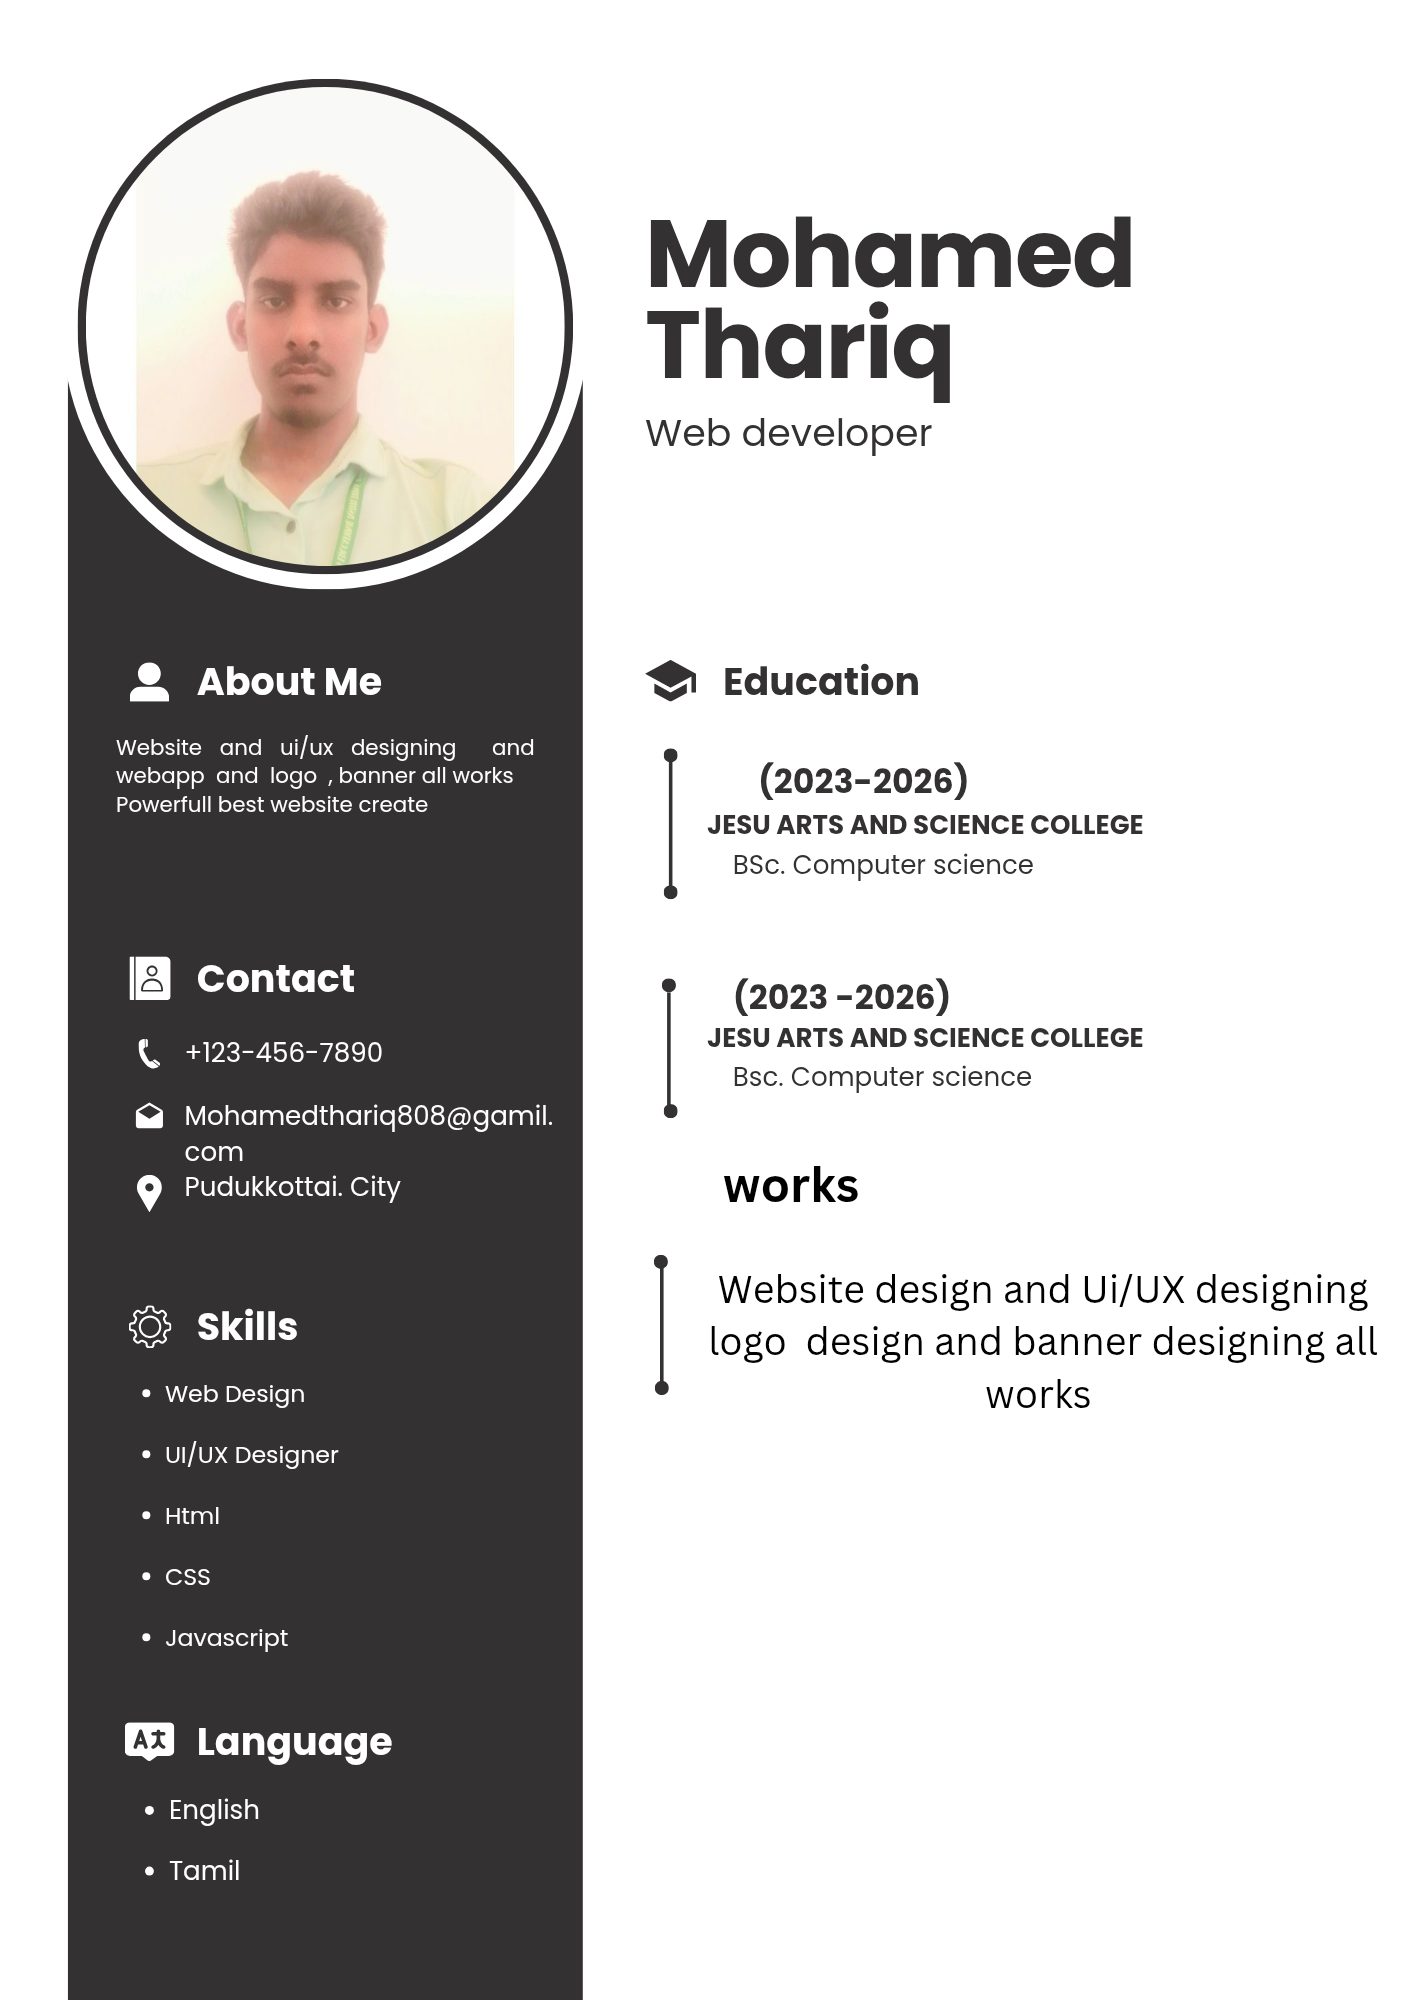 Mohamed
Thariq
Web developer
About Me
Website and ui/ux designing and
webapp and logo , banner all works
Powerfull best website create
Contact
+123-456-7890
Mohamedthariq808@gamil.
com
Pudukkottai. City
Skills
• Web Design
• UI/UX Designer
• Html
• CSS
• Javascript
Language
• English
• Tamil
Education
(2023-2026)
JESU ARTS AND SCIENCE COLLEGE
BSc. Computer science
(2023 -2026)
JESU ARTS AND SCIENCE COLLEGE
Bsc. Computer science
works
Website design and Ui/UX designing
logo design and banner designing all
works